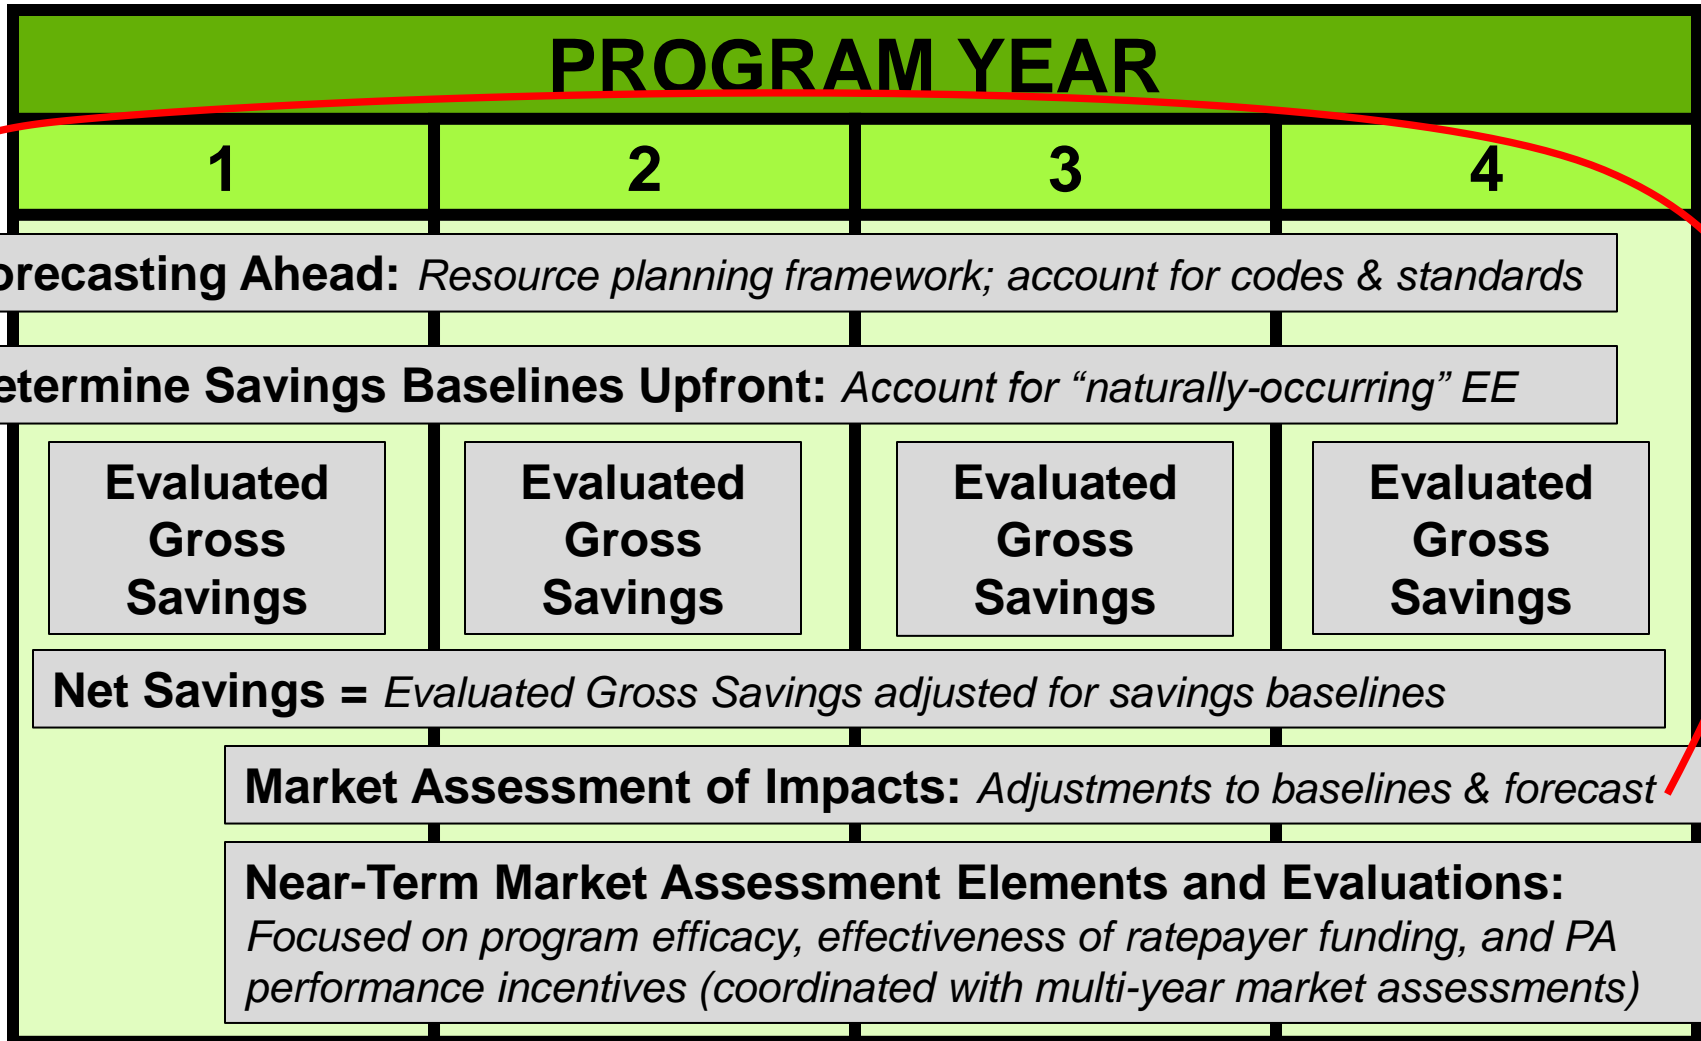 PROGRAM YEAR
1 2 3 4
orecasting Ahead: Resource planning framework; account for codes & standards
etermine Savings Baselines Upfront: Account for “naturally-occurring” EE
Evaluated Gross Savings
Evaluated Gross Savings
Evaluated Gross Savings
Evaluated Gross Savings
Net Savings = Evaluated Gross Savings adjusted for savings baselines
Market Assessment of Impacts: Adjustments to baselines & forecast
Near-Term Market Assessment Elements and Evaluations:
Focused on program efficacy, effectiveness of ratepayer funding, and PA
performance incentives (coordinated with multi-year market assessments)